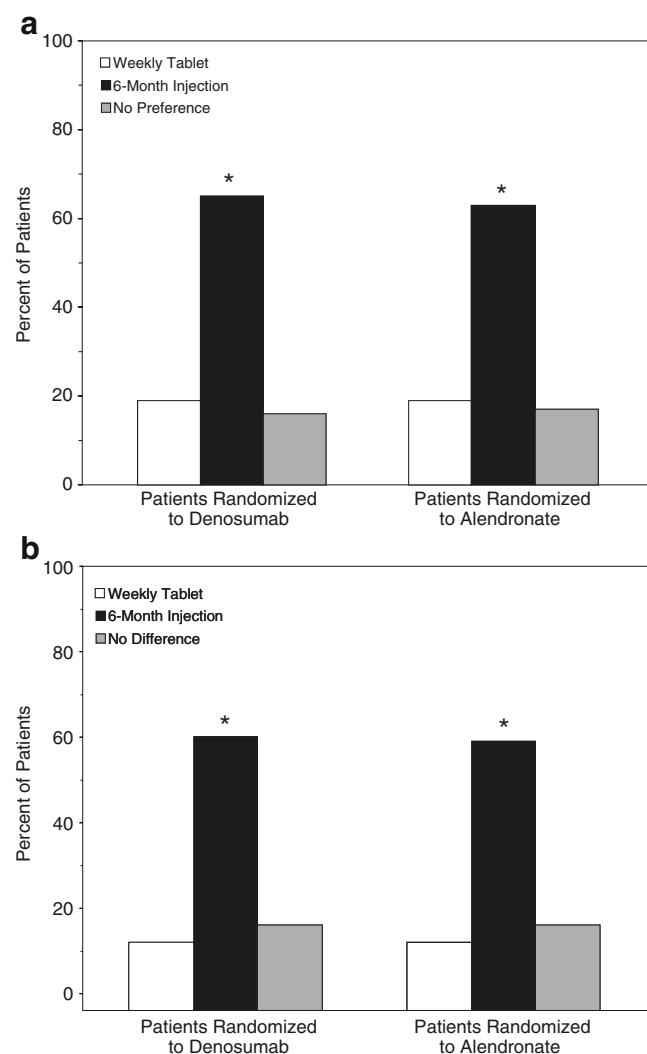 a
100
80
60
40
20
0
Percent of Patients
Weekly Tablet
6-Month Injection
No Preference
*
*
Patients Randomized
to Denosumab
Patients Randomized
to Alendronate
b
100
80
60
40
20
0
Percent of Patients
Weekly Tablet
6-Month Injection
No Difference
*
*
Patients Randomized
to Denosumab
Patients Randomized
to Alendronate